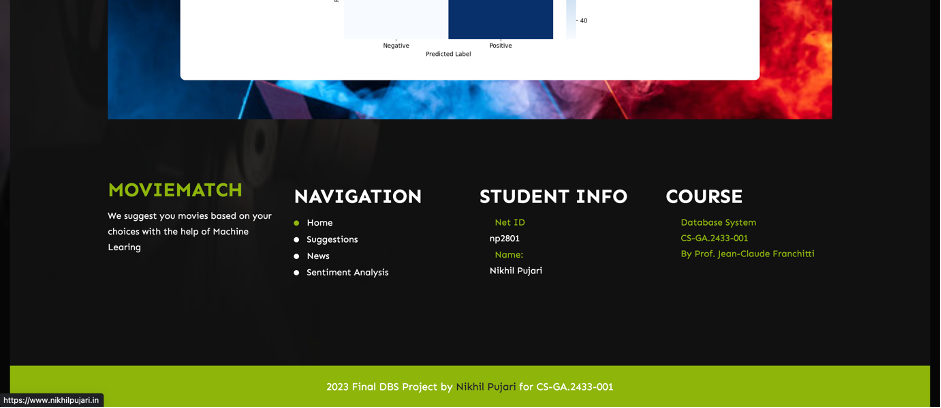 40
Negative
Positive
Predicted Label
MOVIEMATCH
We suggest you movies based on your
choices with the help of Machine
Learing
NAVIGATION
Home
Suggestions
News
Sentiment Analysis
STUDENT INFO
Net ID
np2801
Name:
Nikhil Pujari
COURSE
Database System
CS-GA.2433-001
By Prof. Jean-Claude Franchitti
2023 Final DBS Project by Nikhil Pujari for CS-GA.2433-001
https://www.nikhilpujari.in